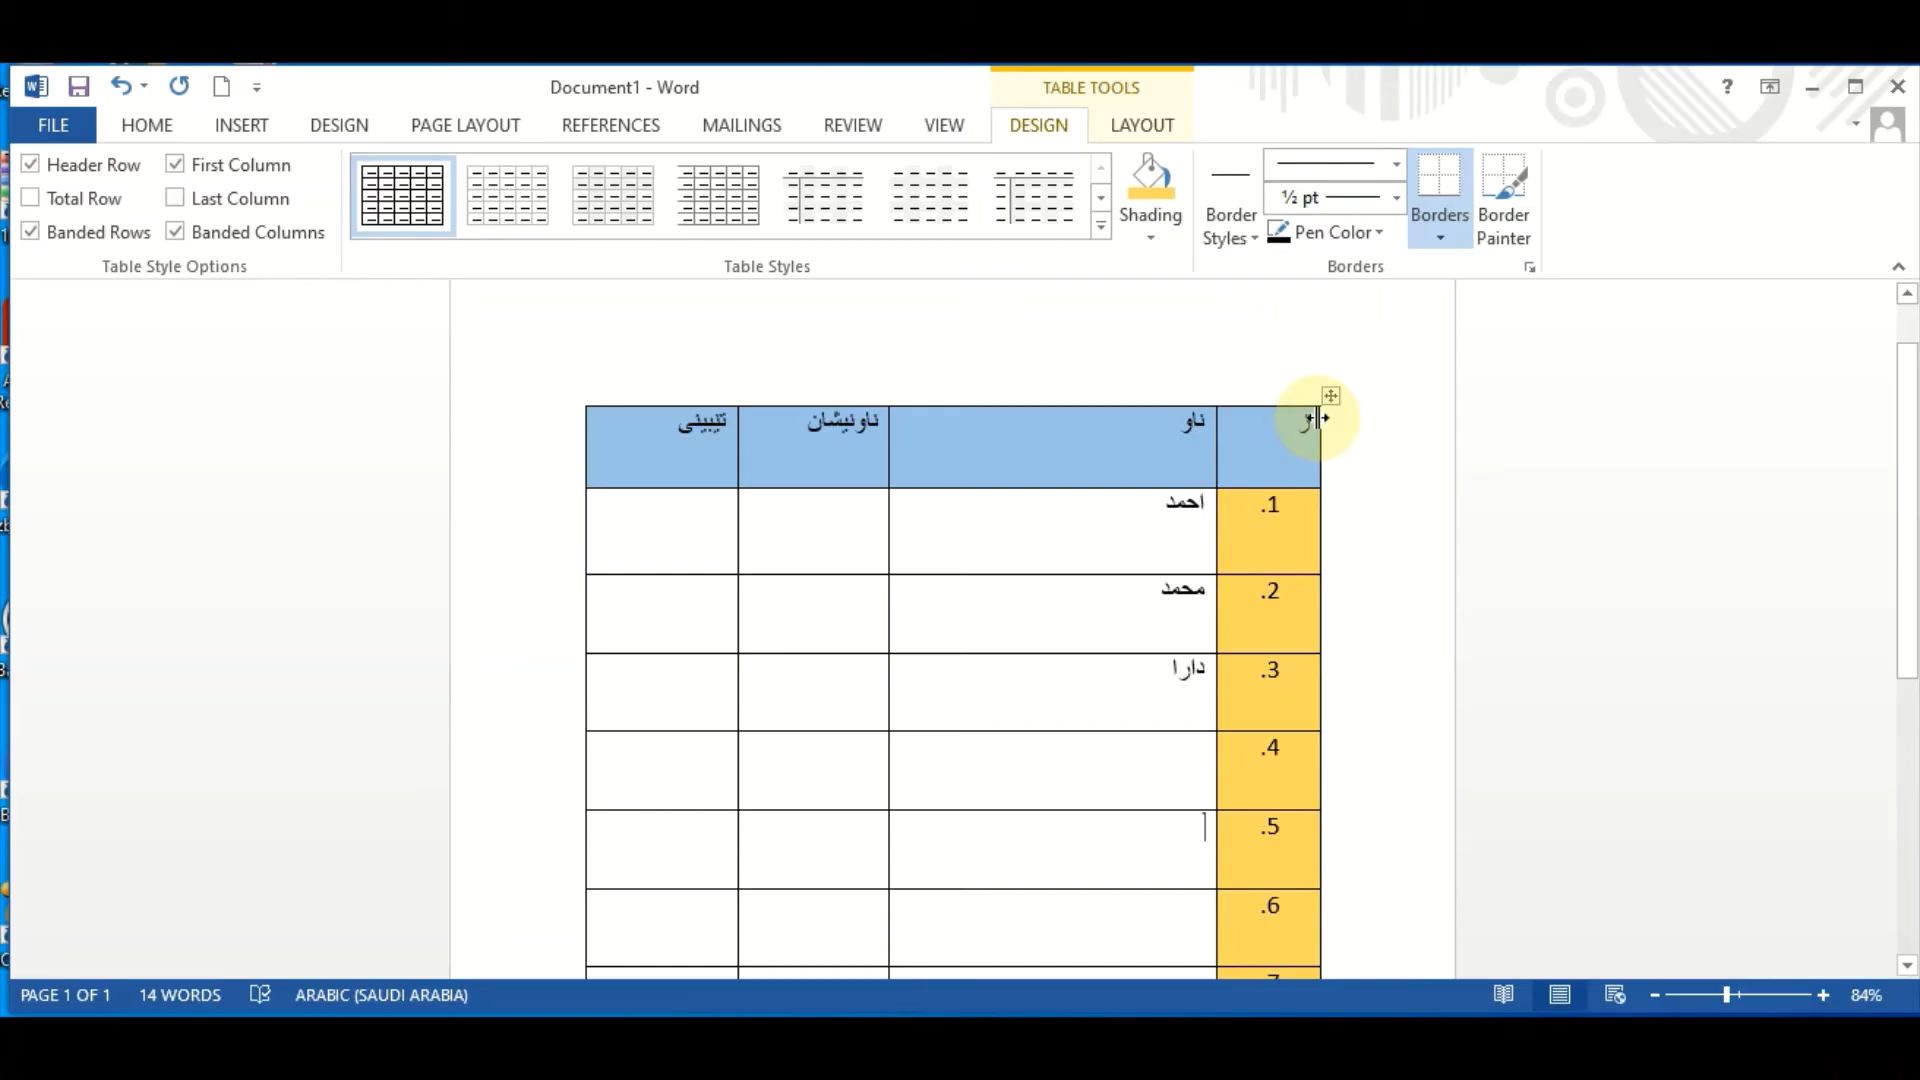 Document1 - Word
TABLE TOOLS
?
FILE HOME INSERT DESIGN PAGE LAYOUT REFERENCES MAILINGS REVIEW VIEW DESIGN LAYOUT
Header Row First Column
Total Row Last Column
Banded Rows Banded Columns
Table Style Options
Table Styles
Shading
Border Styles
½ pt
Pen Color
Borders
Border Painter
Borders
ناو ناونیشان تێبینی
.1 احمد
.2 محمد
.3 دارا
.4
.5
.6
PAGE 1 OF 1 14 WORDS ARABIC (SAUDI ARABIA) 84%